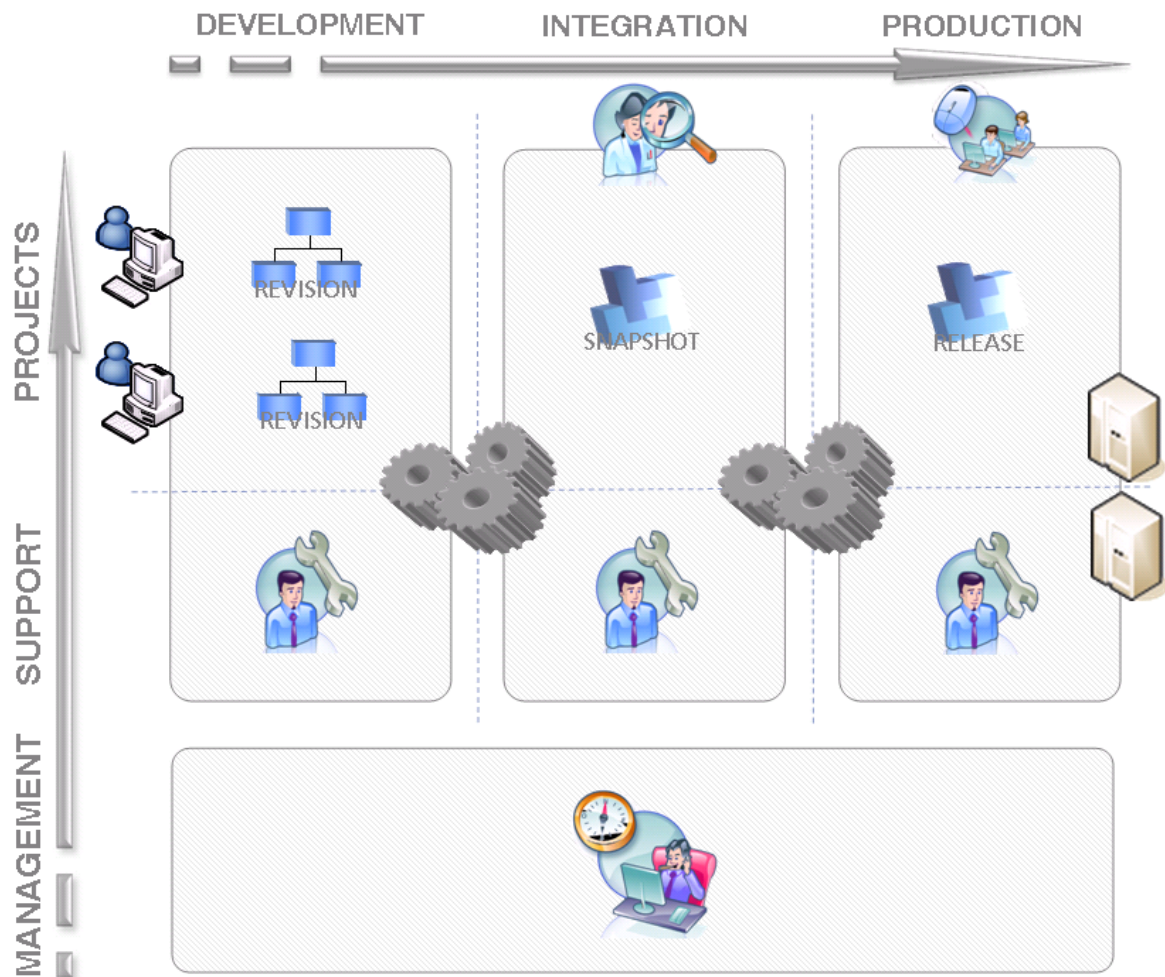 DEVELOPMENT
INTEGRATION
PRODUCTION
PROJECTS
REVISION
SNAPSHOT
RELEASE
REVISION
SUPPORT
MANAGEMENT